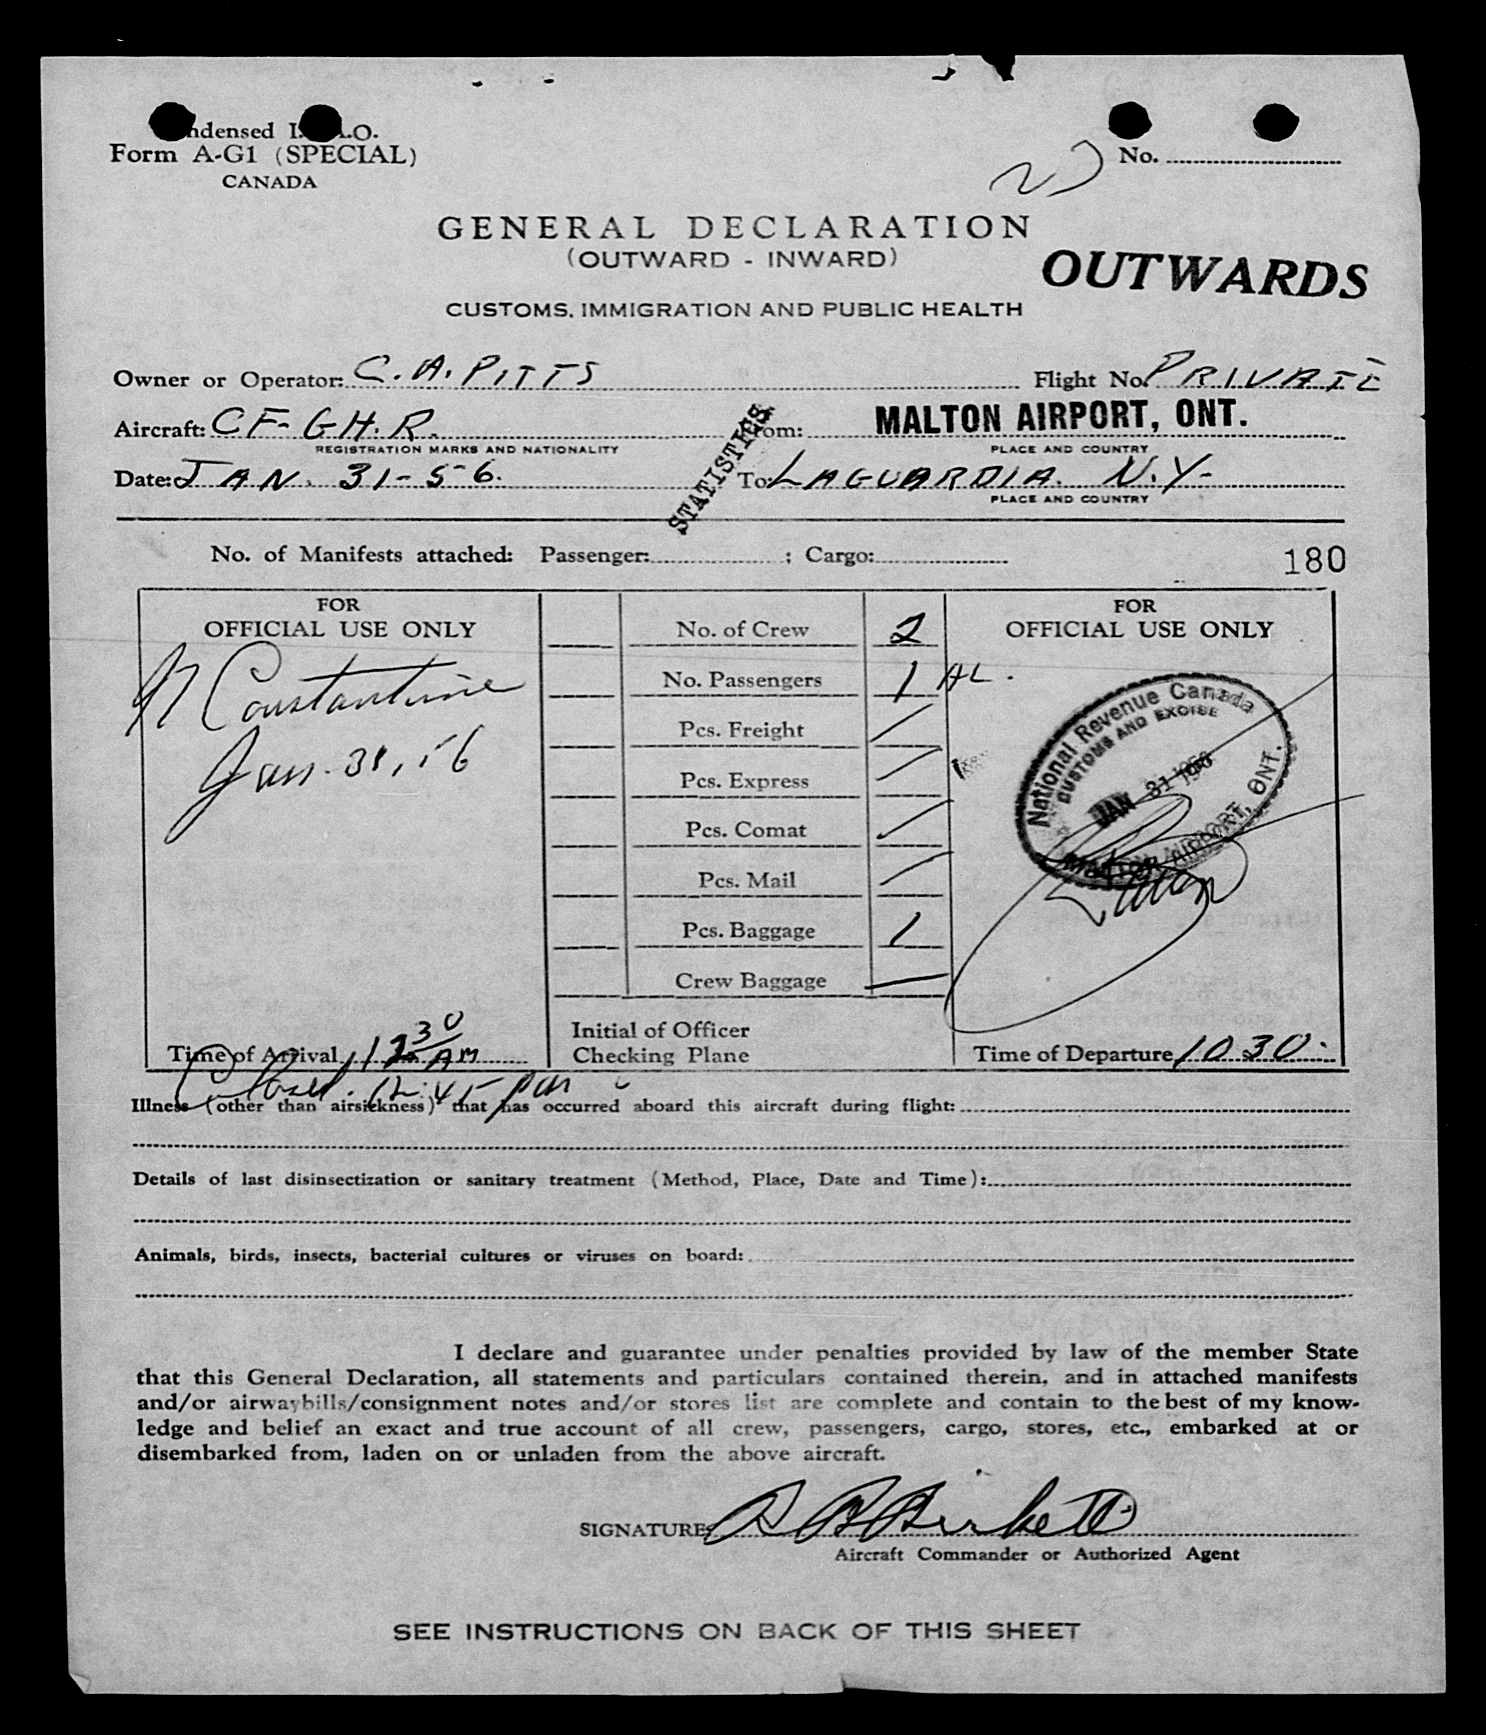 ndensed I. .O.
Form A-G1 (SPECIAL)
CANADA
No.
GENERAL DECLARATION
(OUTWARD - INWARD)
OUTWARDS
CUSTOMS, IMMIGRATION AND PUBLIC HEALTH
Owner or Operator: C. A. PITTS Flight No. PRIVATE
Aircraft: CF-GH.R. From: MALTON AIRPORT, ONT.
REGISTRATION MARKS AND NATIONALITY PLACE AND COUNTRY
STATISTICS
Date: JAN. 31-56. To: LAGUARDIA. N.Y-
PLACE AND COUNTRY
No. of Manifests attached: Passenger: ; Cargo: 180
FOR OFFICIAL USE ONLY
N Constantine
Jan. 31, 56
No. of Crew 2
No. Passengers 1 AL.
Pcs. Freight /
Pcs. Express /
Pcs. Comat /
Pcs. Mail /
Pcs. Baggage 1
Crew Baggage —
FOR OFFICIAL USE ONLY
National Revenue Canada
CUSTOMS AND EXCISE
JAN 31 1956
MALTON AIRPORT, ONT.
Time of Arrival 12 30 AM
Initial of Officer
Checking Plane
Time of Departure 1030.
12.45 pm
Illness (other than airsickness) that has occurred aboard this aircraft during flight:
Details of last disinsectization or sanitary treatment (Method, Place, Date and Time):
Animals, birds, insects, bacterial cultures or viruses on board:
I declare and guarantee under penalties provided by law of the member State
that this General Declaration, all statements and particulars contained therein, and in attached manifests
and/or airwaybills/consignment notes and/or stores list are complete and contain to the best of my know-
ledge and belief an exact and true account of all crew, passengers, cargo, stores, etc., embarked at or
disembarked from, laden on or unladen from the above aircraft.
SIGNATURE: Birkett
Aircraft Commander or Authorized Agent
SEE INSTRUCTIONS ON BACK OF THIS SHEET